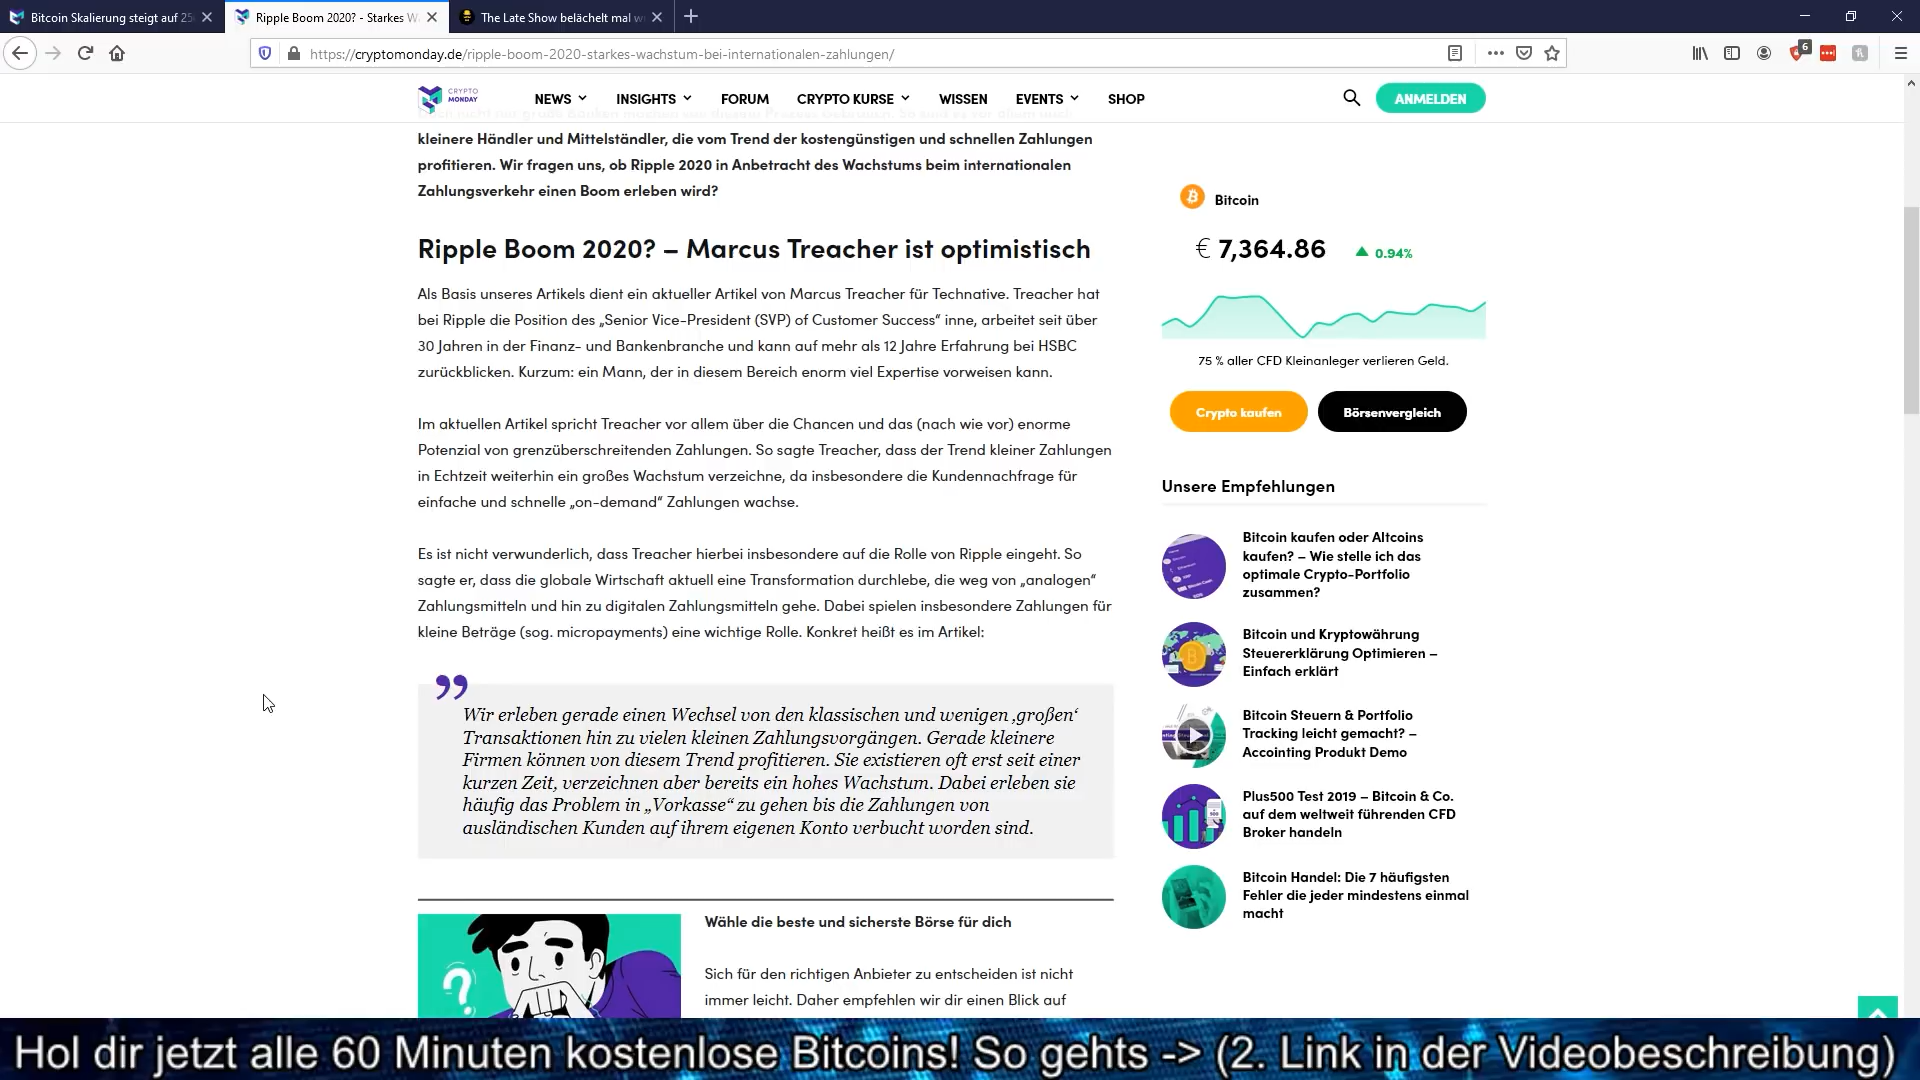 Bitcoin Skalierung steigt auf 25
Ripple Boom 2020? - Starkes W
The Late Show belächelt mal w
https://cryptomonday.de/ripple-boom-2020-starkes-wachstum-bei-internationalen-zahlungen/
6
CRYPTO
MONDAY
NEWS
INSIGHTS
FORUM
CRYPTO KURSE
WISSEN
EVENTS
SHOP
ANMELDEN
kleinere Händler und Mittelständler, die vom Trend der kostengünstigen und schnellen Zahlungen
profitieren. Wir fragen uns, ob Ripple 2020 in Anbetracht des Wachstums beim internationalen
Zahlungsverkehr einen Boom erleben wird?
Ripple Boom 2020? – Marcus Treacher ist optimistisch
Als Basis unseres Artikels dient ein aktueller Artikel von Marcus Treacher für Technative. Treacher hat
bei Ripple die Position des „Senior Vice-President (SVP) of Customer Success“ inne, arbeitet seit über
30 Jahren in der Finanz- und Bankenbranche und kann auf mehr als 12 Jahre Erfahrung bei HSBC
zurückblicken. Kurzum: ein Mann, der in diesem Bereich enorm viel Expertise vorweisen kann.
Im aktuellen Artikel spricht Treacher vor allem über die Chancen und das (nach wie vor) enorme
Potenzial von grenzüberschreitenden Zahlungen. So sagte Treacher, dass der Trend kleiner Zahlungen
in Echtzeit weiterhin ein großes Wachstum verzeichne, da insbesondere die Kundennachfrage für
einfache und schnelle „on-demand“ Zahlungen wachse.
Es ist nicht verwunderlich, dass Treacher hierbei insbesondere auf die Rolle von Ripple eingeht. So
sagte er, dass die globale Wirtschaft aktuell eine Transformation durchlebe, die weg von „analogen“
Zahlungsmitteln und hin zu digitalen Zahlungsmitteln gehe. Dabei spielen insbesondere Zahlungen für
kleine Beträge (sog. micropayments) eine wichtige Rolle. Konkret heißt es im Artikel:
”
Wir erleben gerade einen Wechsel von den klassischen und wenigen ‚großen‘
Transaktionen hin zu vielen kleinen Zahlungsvorgängen. Gerade kleinere
Firmen können von diesem Trend profitieren. Sie existieren oft erst seit einer
kurzen Zeit, verzeichnen aber bereits ein hohes Wachstum. Dabei erleben sie
häufig das Problem in „Vorkasse“ zu gehen bis die Zahlungen von
ausländischen Kunden auf ihrem eigenen Konto verbucht worden sind.
?
Wähle die beste und sicherste Börse für dich
Sich für den richtigen Anbieter zu entscheiden ist nicht
immer leicht. Daher empfehlen wir dir einen Blick auf
Bitcoin
€ 7,364.86
0.94%
75 % aller CFD Kleinanleger verlieren Geld.
Crypto kaufen
Börsenvergleich
Unsere Empfehlungen
Bitcoin kaufen oder Altcoins
kaufen? – Wie stelle ich das
optimale Crypto-Portfolio
zusammen?
Bitcoin und Kryptowährung
Steuererklärung Optimieren –
Einfach erklärt
Bitcoin Steuern & Portfolio
Tracking leicht gemacht? –
Accointing Produkt Demo
Plus500 Test 2019 – Bitcoin & Co.
auf dem weltweit führenden CFD
Broker handeln
Bitcoin Handel: Die 7 häufigsten
Fehler die jeder mindestens einmal
macht
Hol dir jetzt alle 60 Minuten kostenlose Bitcoins! So gehts -> (2. Link in der Videobeschreibung)